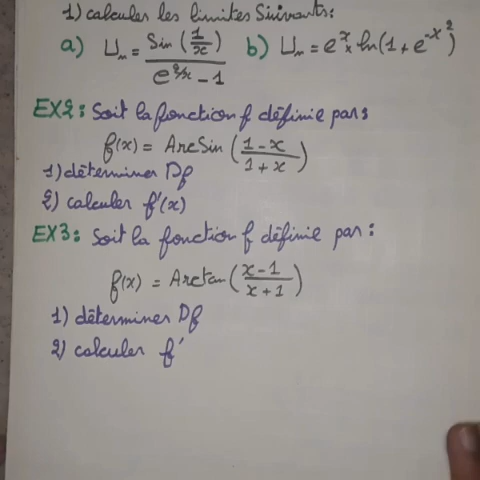 1) calculer les limites Suivants:
a) Un = Sin (1/x) / e^{2/x} - 1 b) Un = e^x × ln(1 + e^{-x^2})
EX2: Soit la fonction f définie par:
f(x) = ArcSin (1-x / 1+x)
1) déterminer Df
2) calculer f'(x)
EX3: Soit la fonction f définie par:
f(x) = Arctan (x-1 / x+1)
1) déterminer Df
2) calculer f'